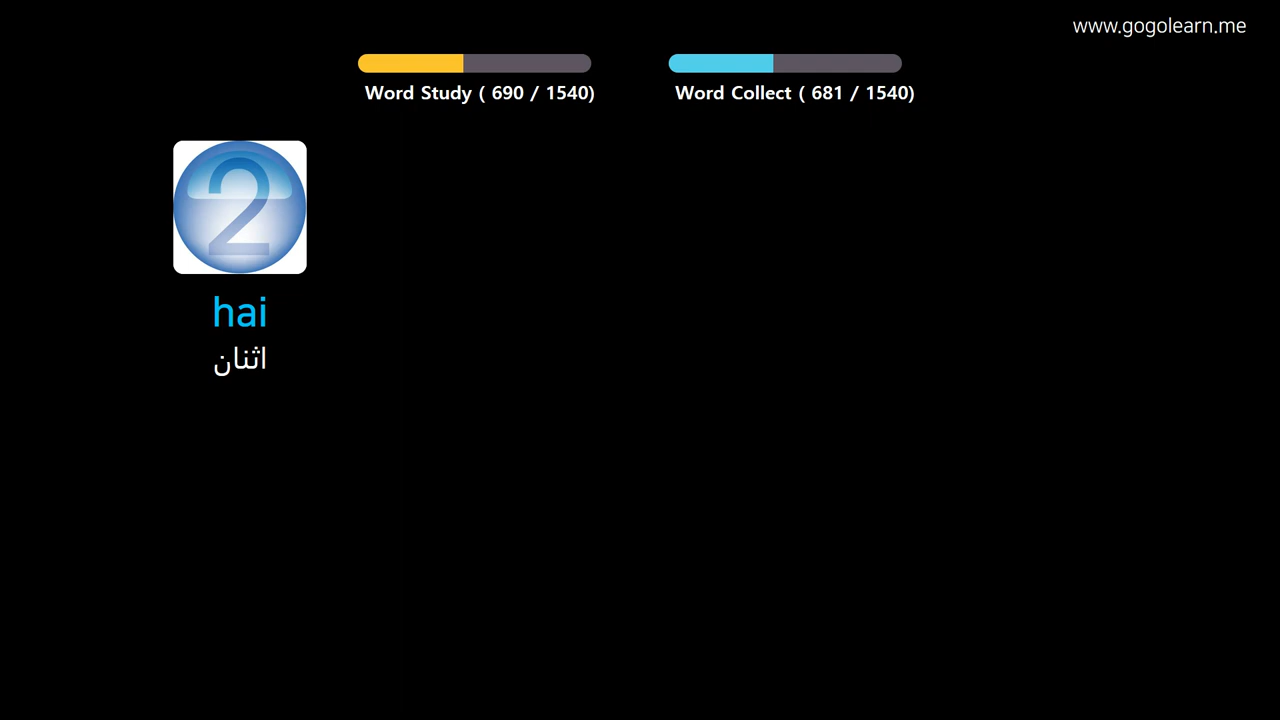 www.gogolearn.me
Word Study ( 690 / 1540)
Word Collect ( 681 / 1540)
2
hai
اثنان